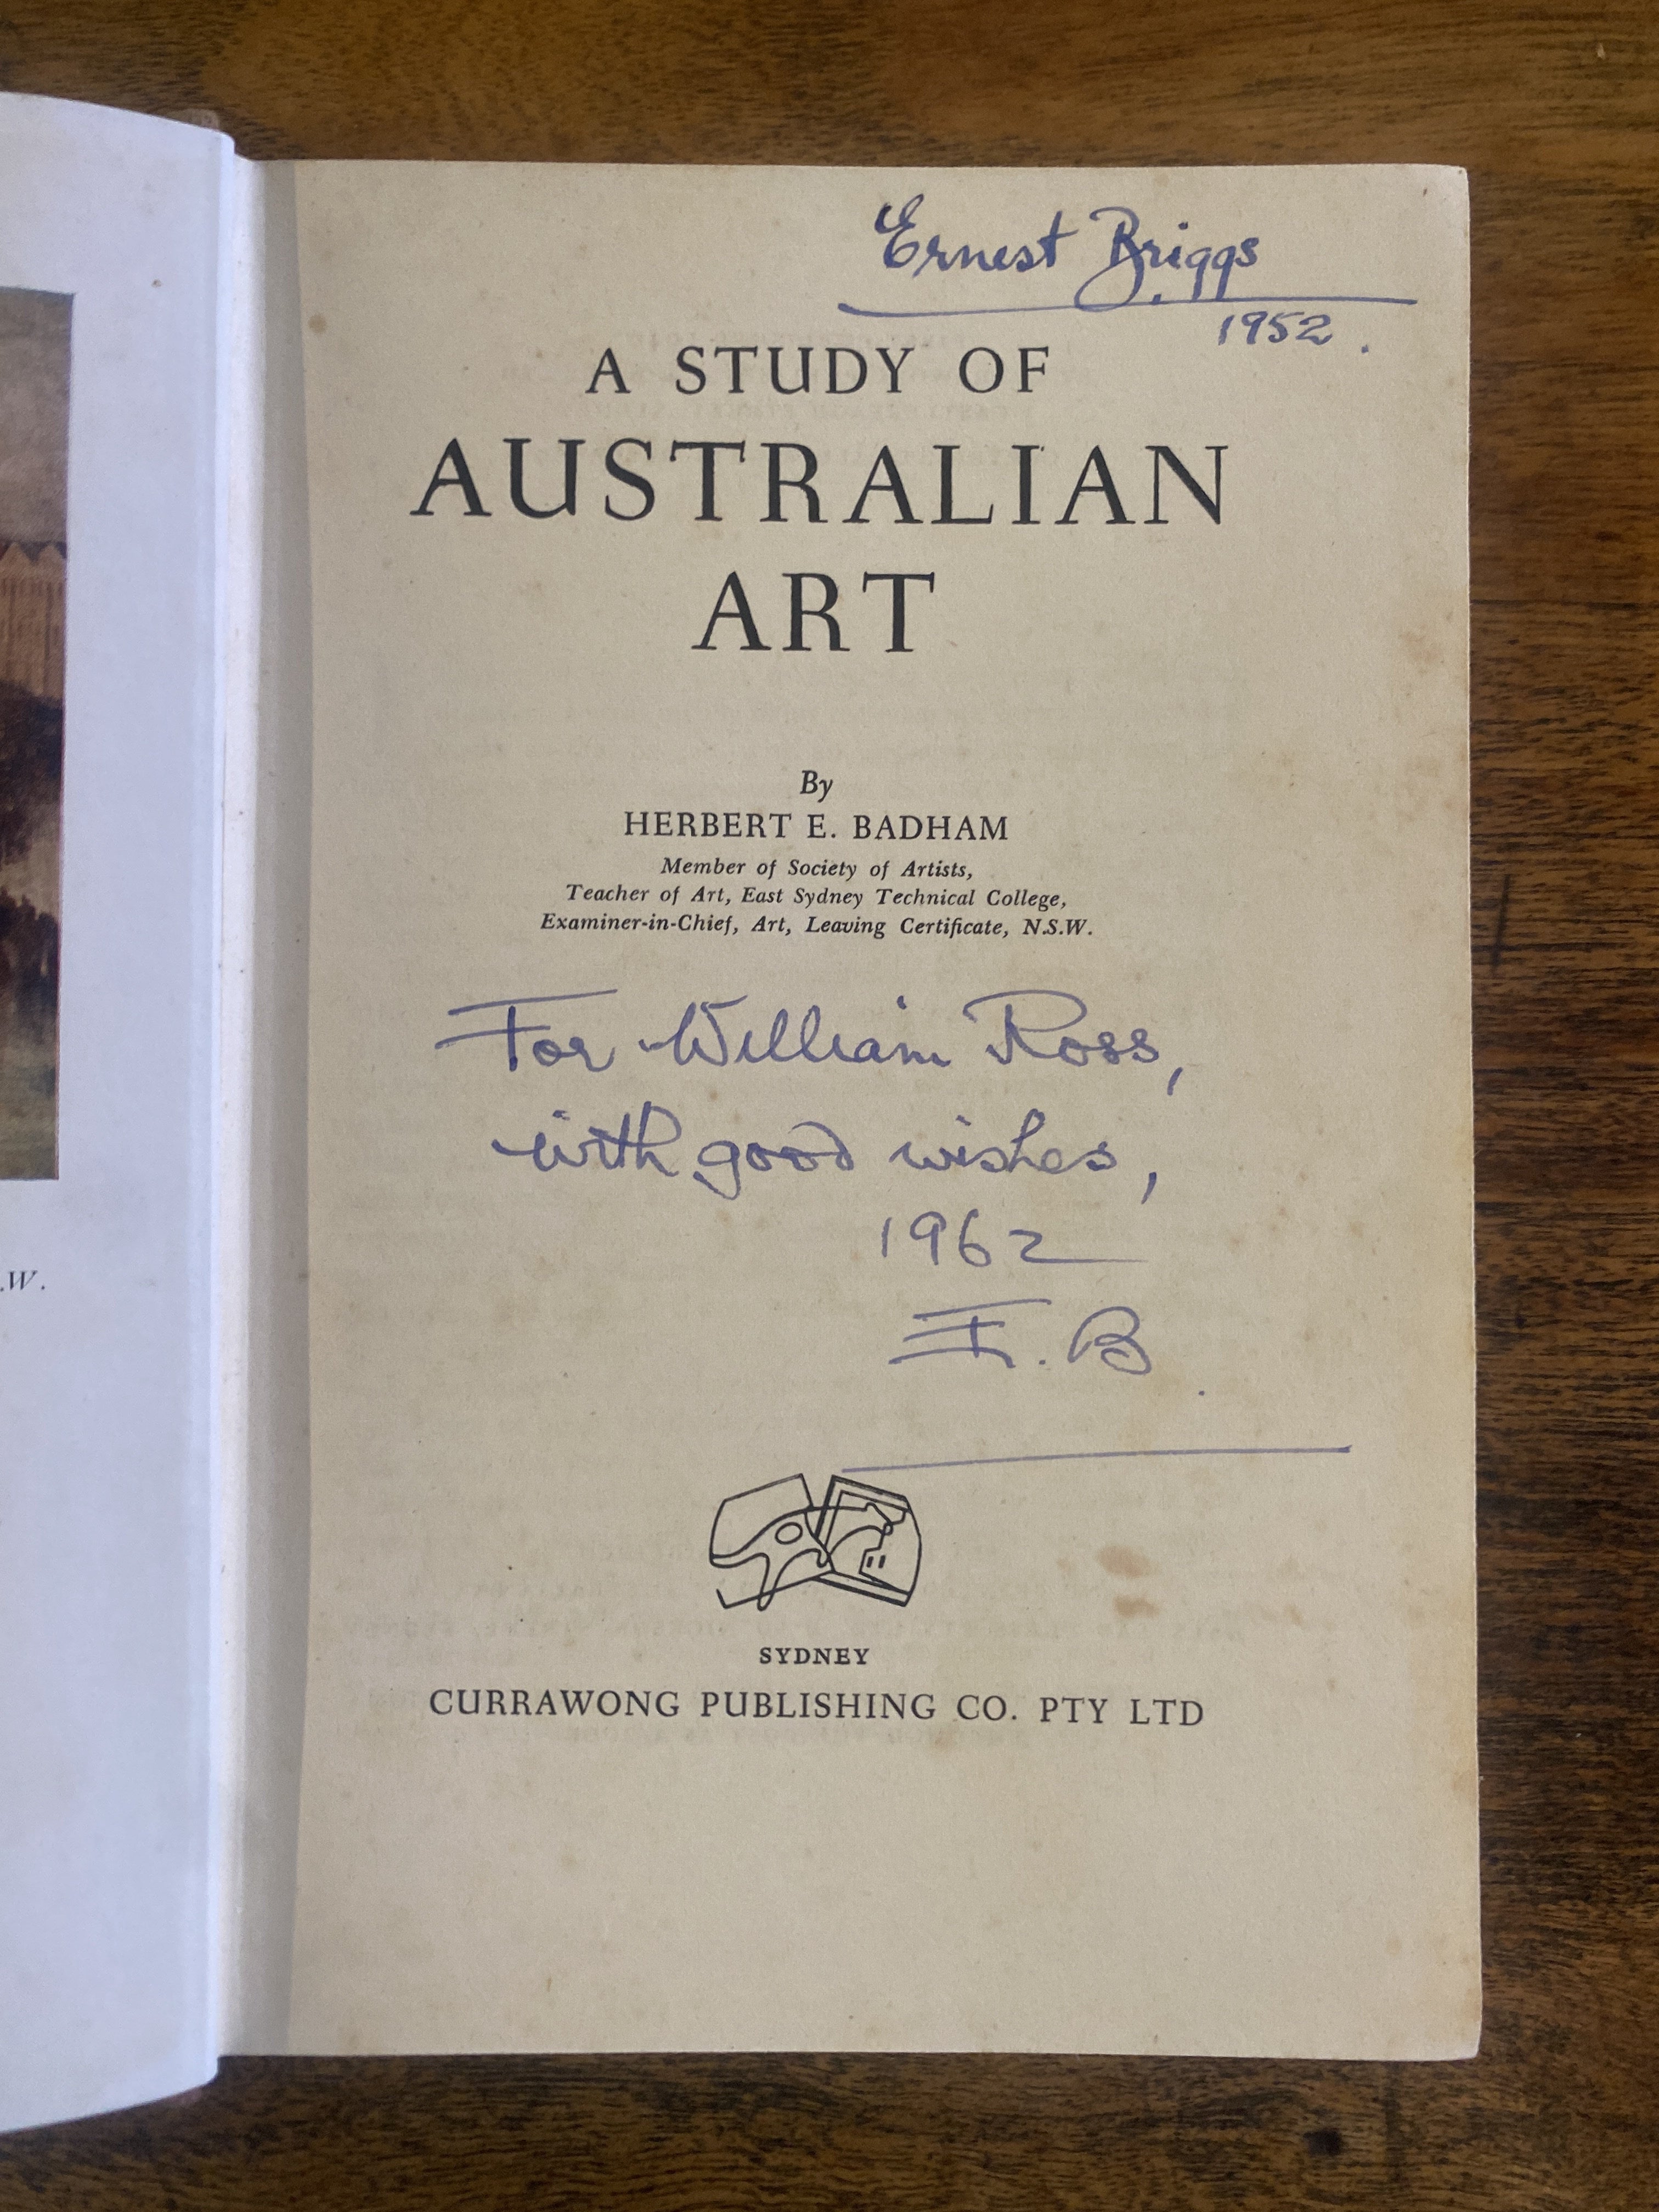 Ernest Briggs
1952.
A STUDY OF
AUSTRALIAN
ART
By
HERBERT E. BADHAM
Member of Society of Artists,
Teacher of Art, East Sydney Technical College,
Examiner-in-Chief, Art, Leaving Certificate, N.S.W.
For William Ross,
with good wishes,
1962
E. B.
.W.
SYDNEY
CURRAWONG PUBLISHING CO. PTY LTD